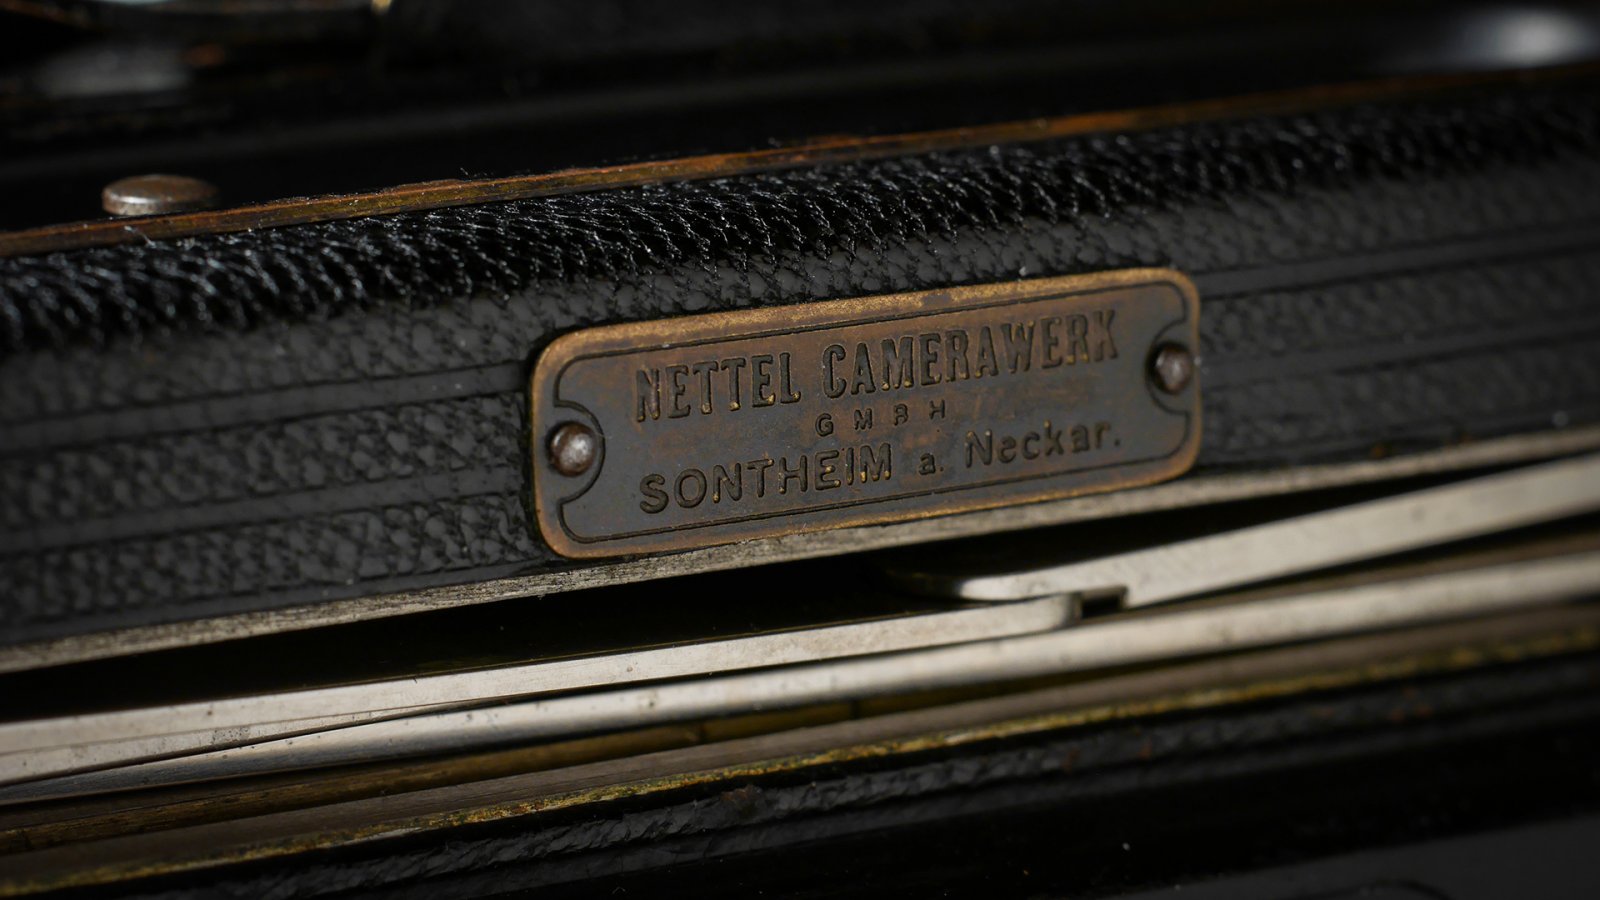 NETTEL CAMERAWERK
GMBH
SONTHEIM a. Neckar.